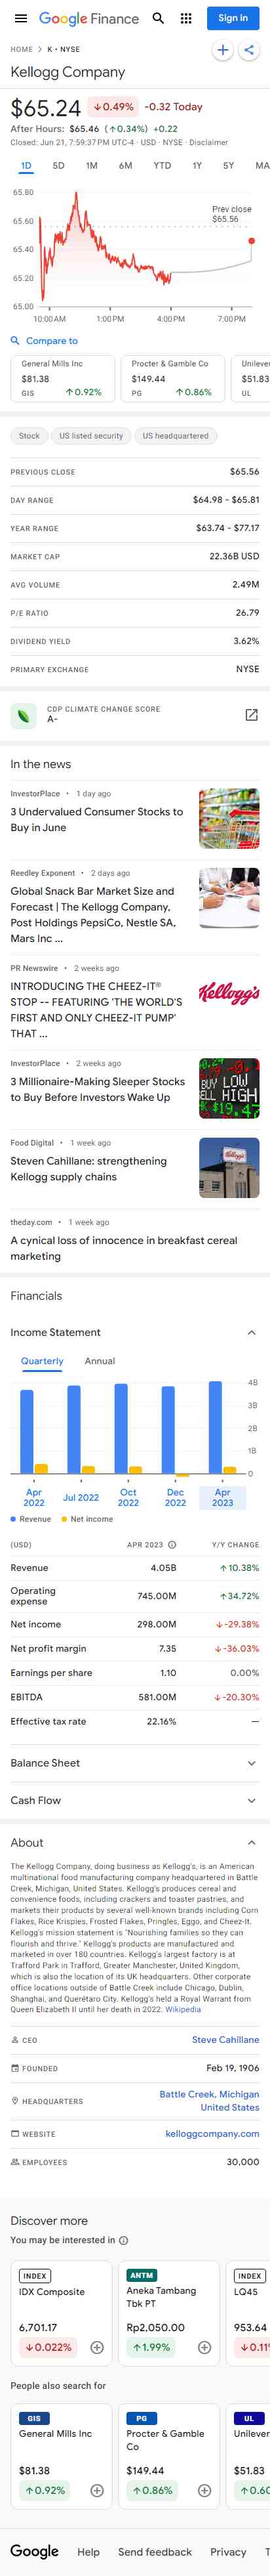 Google Finance
Sign in
HOME > K • NYSE
Kellogg Company
$65.24 ↓0.49% -0.32 Today
After Hours: $65.46 (↑0.34%) +0.22
Closed: Jun 21, 7:59:37 PM UTC-4 · USD · NYSE · Disclaimer
1D 5D 1M 6M YTD 1Y 5Y MA
65.80
65.60
65.40
65.20
65.00
Prev close
$65.56
10:00 AM 1:00 PM 4:00 PM 7:00 PM
Compare to
General Mills Inc
$81.38
GIS ↑0.92%
Procter & Gamble Co
$149.44
PG ↑0.86%
Unilever
$51.83
UL
Stock US listed security US headquartered
PREVIOUS CLOSE $65.56
DAY RANGE $64.98 - $65.81
YEAR RANGE $63.74 - $77.17
MARKET CAP 22.36B USD
AVG VOLUME 2.49M
P/E RATIO 26.79
DIVIDEND YIELD 3.62%
PRIMARY EXCHANGE NYSE
CDP CLIMATE CHANGE SCORE
A-
In the news
InvestorPlace • 1 day ago
3 Undervalued Consumer Stocks to
Buy in June
Reedley Exponent • 2 days ago
Global Snack Bar Market Size and
Forecast | The Kellogg Company,
Post Holdings PepsiCo, Nestle SA,
Mars Inc ...
PR Newswire • 2 weeks ago
INTRODUCING THE CHEEZ-IT®
STOP -- FEATURING 'THE WORLD'S
FIRST AND ONLY CHEEZ-IT PUMP'
THAT ...
Kellogg's
InvestorPlace • 2 weeks ago
3 Millionaire-Making Sleeper Stocks
to Buy Before Investors Wake Up
BUY LOW
SELL HIGH
Food Digital • 1 week ago
Steven Cahillane: strengthening
Kellogg supply chains
Kellogg's
theday.com • 1 week ago
A cynical loss of innocence in breakfast cereal
marketing
Financials
Income Statement
Quarterly Annual
4B
3B
2B
1B
0
Apr
2022
Jul 2022
Oct
2022
Dec
2022
Apr
2023
Revenue Net income
(USD) APR 2023 Y/Y CHANGE
Revenue 4.05B ↑10.38%
Operating
expense 745.00M ↑34.72%
Net income 298.00M ↓-29.38%
Net profit margin 7.35 ↓-36.03%
Earnings per share 1.10 0.00%
EBITDA 581.00M ↓-20.30%
Effective tax rate 22.16% —
Balance Sheet
Cash Flow
About
The Kellogg Company, doing business as Kellogg's, is an American
multinational food manufacturing company headquartered in Battle
Creek, Michigan, United States. Kellogg's produces cereal and
convenience foods, including crackers and toaster pastries, and
markets their products by several well-known brands including Corn
Flakes, Rice Krispies, Frosted Flakes, Pringles, Eggo, and Cheez-It.
Kellogg's mission statement is "Nourishing families so they can
flourish and thrive." Kellogg's products are manufactured and
marketed in over 180 countries. Kellogg's largest factory is at
Trafford Park in Trafford, Greater Manchester, United Kingdom,
which is also the location of its UK headquarters. Other corporate
office locations outside of Battle Creek include Chicago, Dublin,
Shanghai, and Querétaro City. Kellogg's held a Royal Warrant from
Queen Elizabeth II until her death in 2022. Wikipedia
CEO Steve Cahillane
FOUNDED Feb 19, 1906
HEADQUARTERS Battle Creek, Michigan
United States
WEBSITE kelloggcompany.com
EMPLOYEES 30,000
Discover more
You may be interested in
INDEX
IDX Composite
6,701.17
↓0.022%
ANTM
Aneka Tambang
Tbk PT
Rp2,050.00
↑1.99%
INDEX
LQ45
953.64
↓0.11
People also search for
GIS
General Mills Inc
$81.38
↑0.92%
PG
Procter & Gamble
Co
$149.44
↑0.86%
UL
Unilever
$51.83
↑0.60
Google Help Send feedback Privacy T